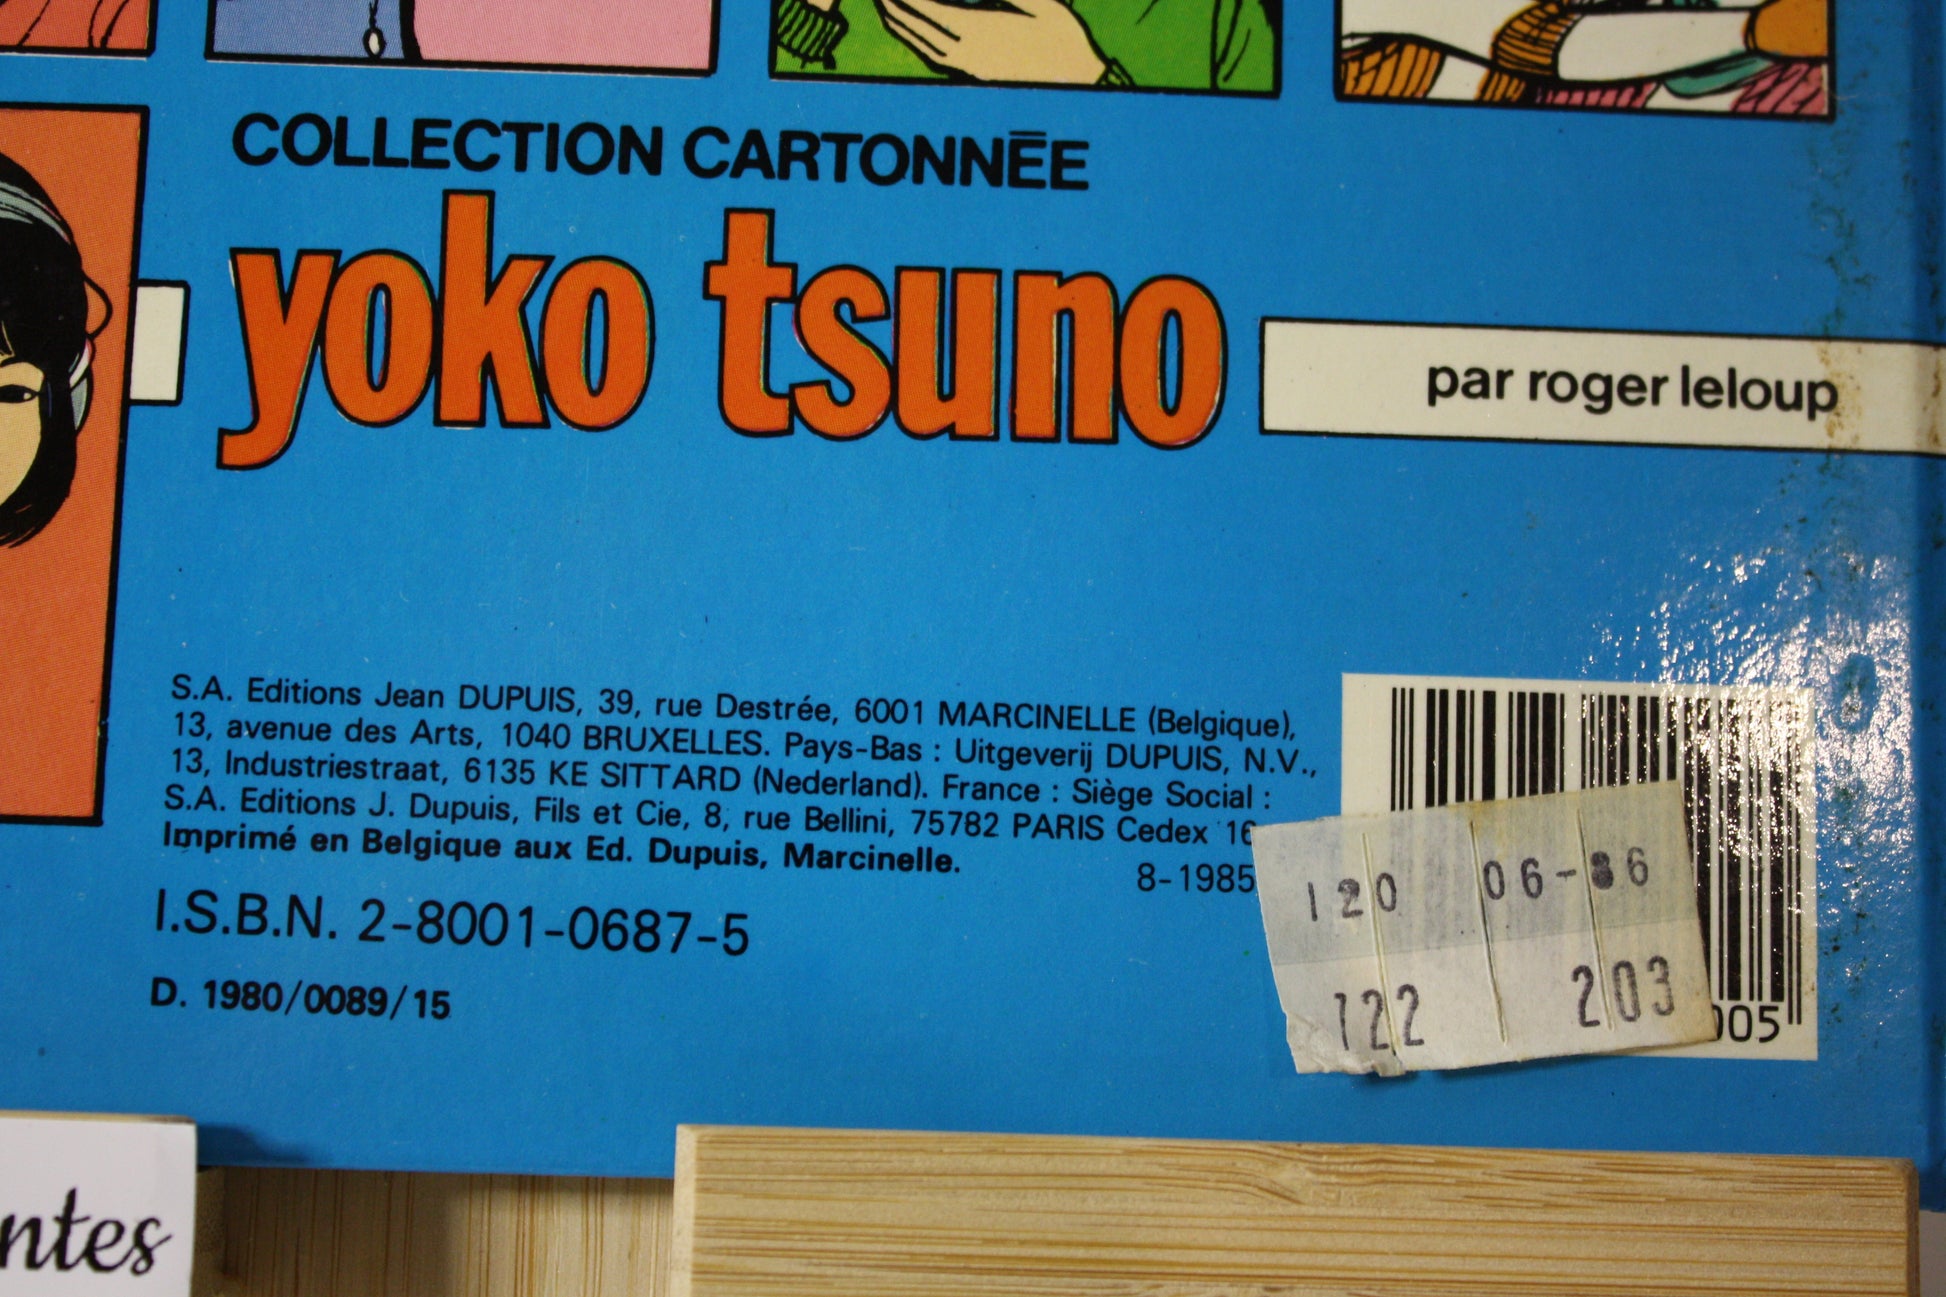 COLLECTION CARTONNÉE
yoko tsuno
par roger leloup
S.A. Editions Jean DUPUIS, 39, rue Destrée, 6001 MARCINELLE (Belgique),
13, avenue des Arts, 1040 BRUXELLES. Pays-Bas : Uitgeverij DUPUIS, N.V.,
13, Industriestraat, 6135 KE SITTARD (Nederland). France : Siège Social :
S.A. Editions J. Dupuis, Fils et Cie, 8, rue Bellini, 75782 PARIS Cedex 16
Imprimé en Belgique aux Ed. Dupuis, Marcinelle.
8-1985
I.S.B.N. 2-8001-0687-5
D. 1980/0089/15
120 06-86
122 203
005
ntes